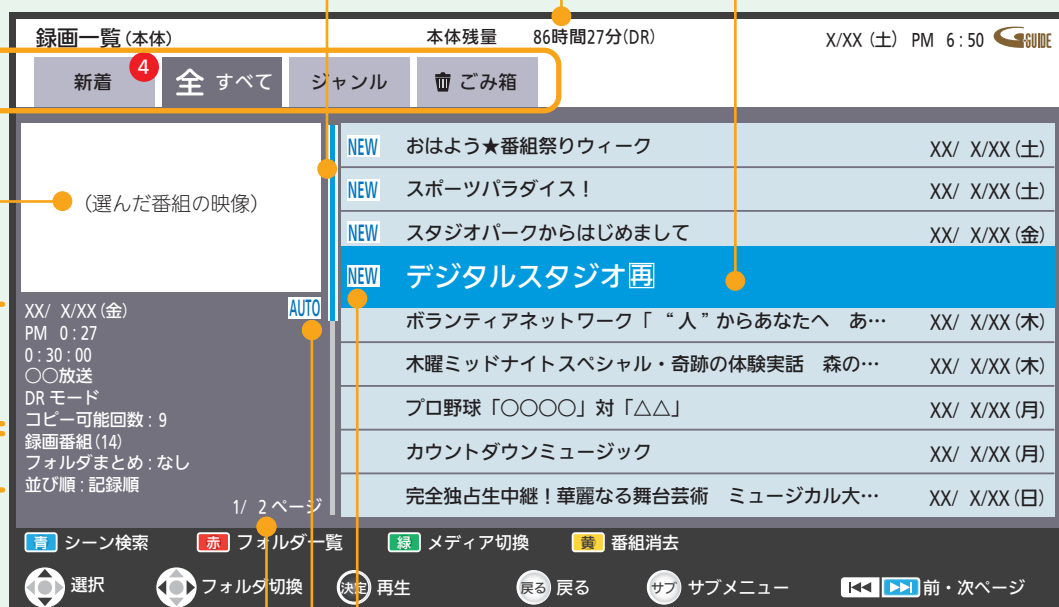 録画一覧(本体) 本体残量 86時間27分(DR) X/XX(土) PM 6:50 G-GUIDE
新着 4 全 すべて ジャンル ごみ箱
(選んだ番組の映像)
NEW おはよう★番組祭りウィーク XX/ X/XX(土)
NEW スポーツパラダイス! XX/ X/XX(土)
NEW スタジオパークからはじめまして XX/ X/XX(金)
NEW デジタルスタジオ🈞
ボランティアネットワーク「“人”からあなたへ あ… XX/ X/XX(木)
木曜ミッドナイトスペシャル・奇跡の体験実話 森の… XX/ X/XX(木)
プロ野球「○○○○」対「△△」 XX/ X/XX(月)
カウントダウンミュージック XX/ X/XX(月)
完全独占生中継!華麗なる舞台芸術 ミュージカル大… XX/ X/XX(日)
XX/ X/XX(金) AUTO
PM 0:27
0:30:00
○○放送
DRモード
コピー可能回数:9
録画番組(14)
フォルダまとめ:なし
並び順:記録順
1/ 2ページ
青 シーン検索 赤 フォルダ一覧 緑 メディア切換 黄 番組消去
選択 フォルダ切換 決定 再生 戻る 戻る サブ サブメニュー 前・次ページ